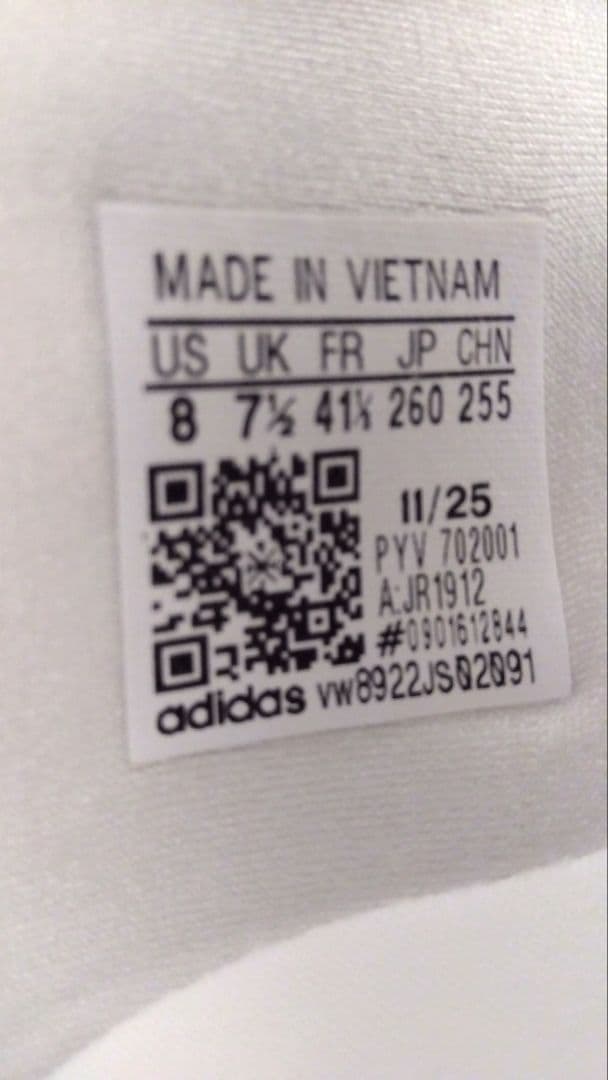 MADE IN VIETNAM
US UK FR JP CHN
8 7½ 41⅓ 260 255
11/25
PYV 702001
A:JR1912
#0901612844
adidas VW8922JS02091